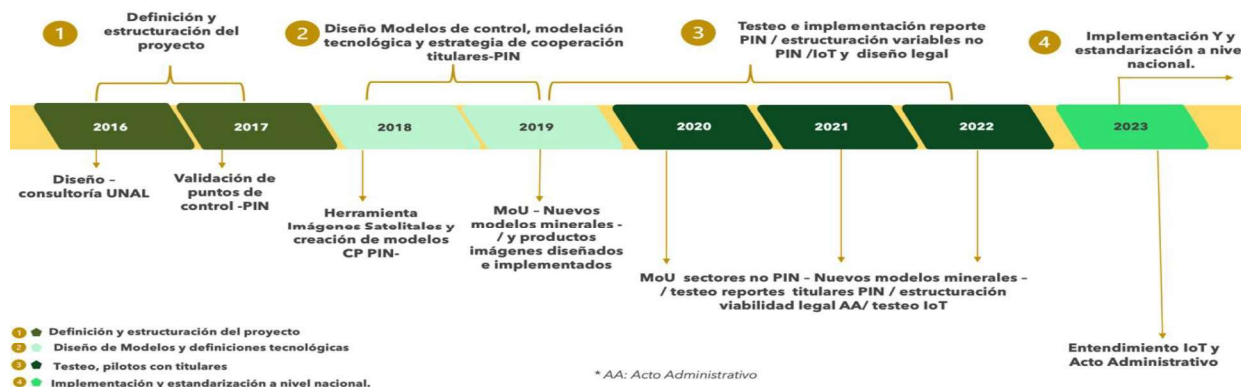 1
Definición y
estructuración del
proyecto
2
Diseño Modelos de control, modelación
tecnológica y estrategia de cooperación
titulares-PIN
3
Testeo e implementación reporte
PIN / estructuración variables no
PIN /IoT y diseño legal
4
Implementación Y y
estandarización a nivel
nacional.
2016
2017
2018
2019
2020
2021
2022
2023
Diseño –
consultoría UNAL
Validación de
puntos de
control -PIN
Herramienta
Imágenes Satelitales y
creación de modelos
CP PIN-
MoU – Nuevos
modelos minerales -
/ y productos
imágenes diseñados
e implementados
MoU sectores no PIN – Nuevos modelos minerales –
/ testeo reportes titulares PIN / estructuración
viabilidad legal AA/ testeo IoT
Entendimiento IoT y
Acto Administrativo
1 Definición y estructuración del proyecto
2 Diseño de Modelos y definiciones tecnológicas
3 Testeo, pilotos con titulares
4 Implementación y estandarización a nivel nacional.
* AA: Acto Administrativo